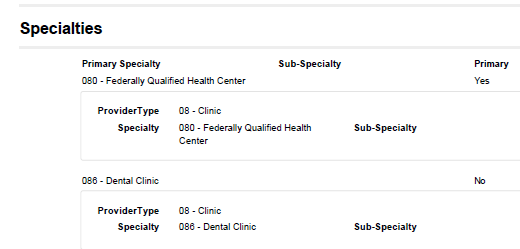 Specialties
Primary Specialty Sub-Specialty Primary
080 - Federally Qualified Health Center Yes
ProviderType 08 - Clinic
Specialty 080 - Federally Qualified Health Sub-Specialty
Center
086 - Dental Clinic No
ProviderType 08 - Clinic
Specialty 086 - Dental Clinic Sub-Specialty